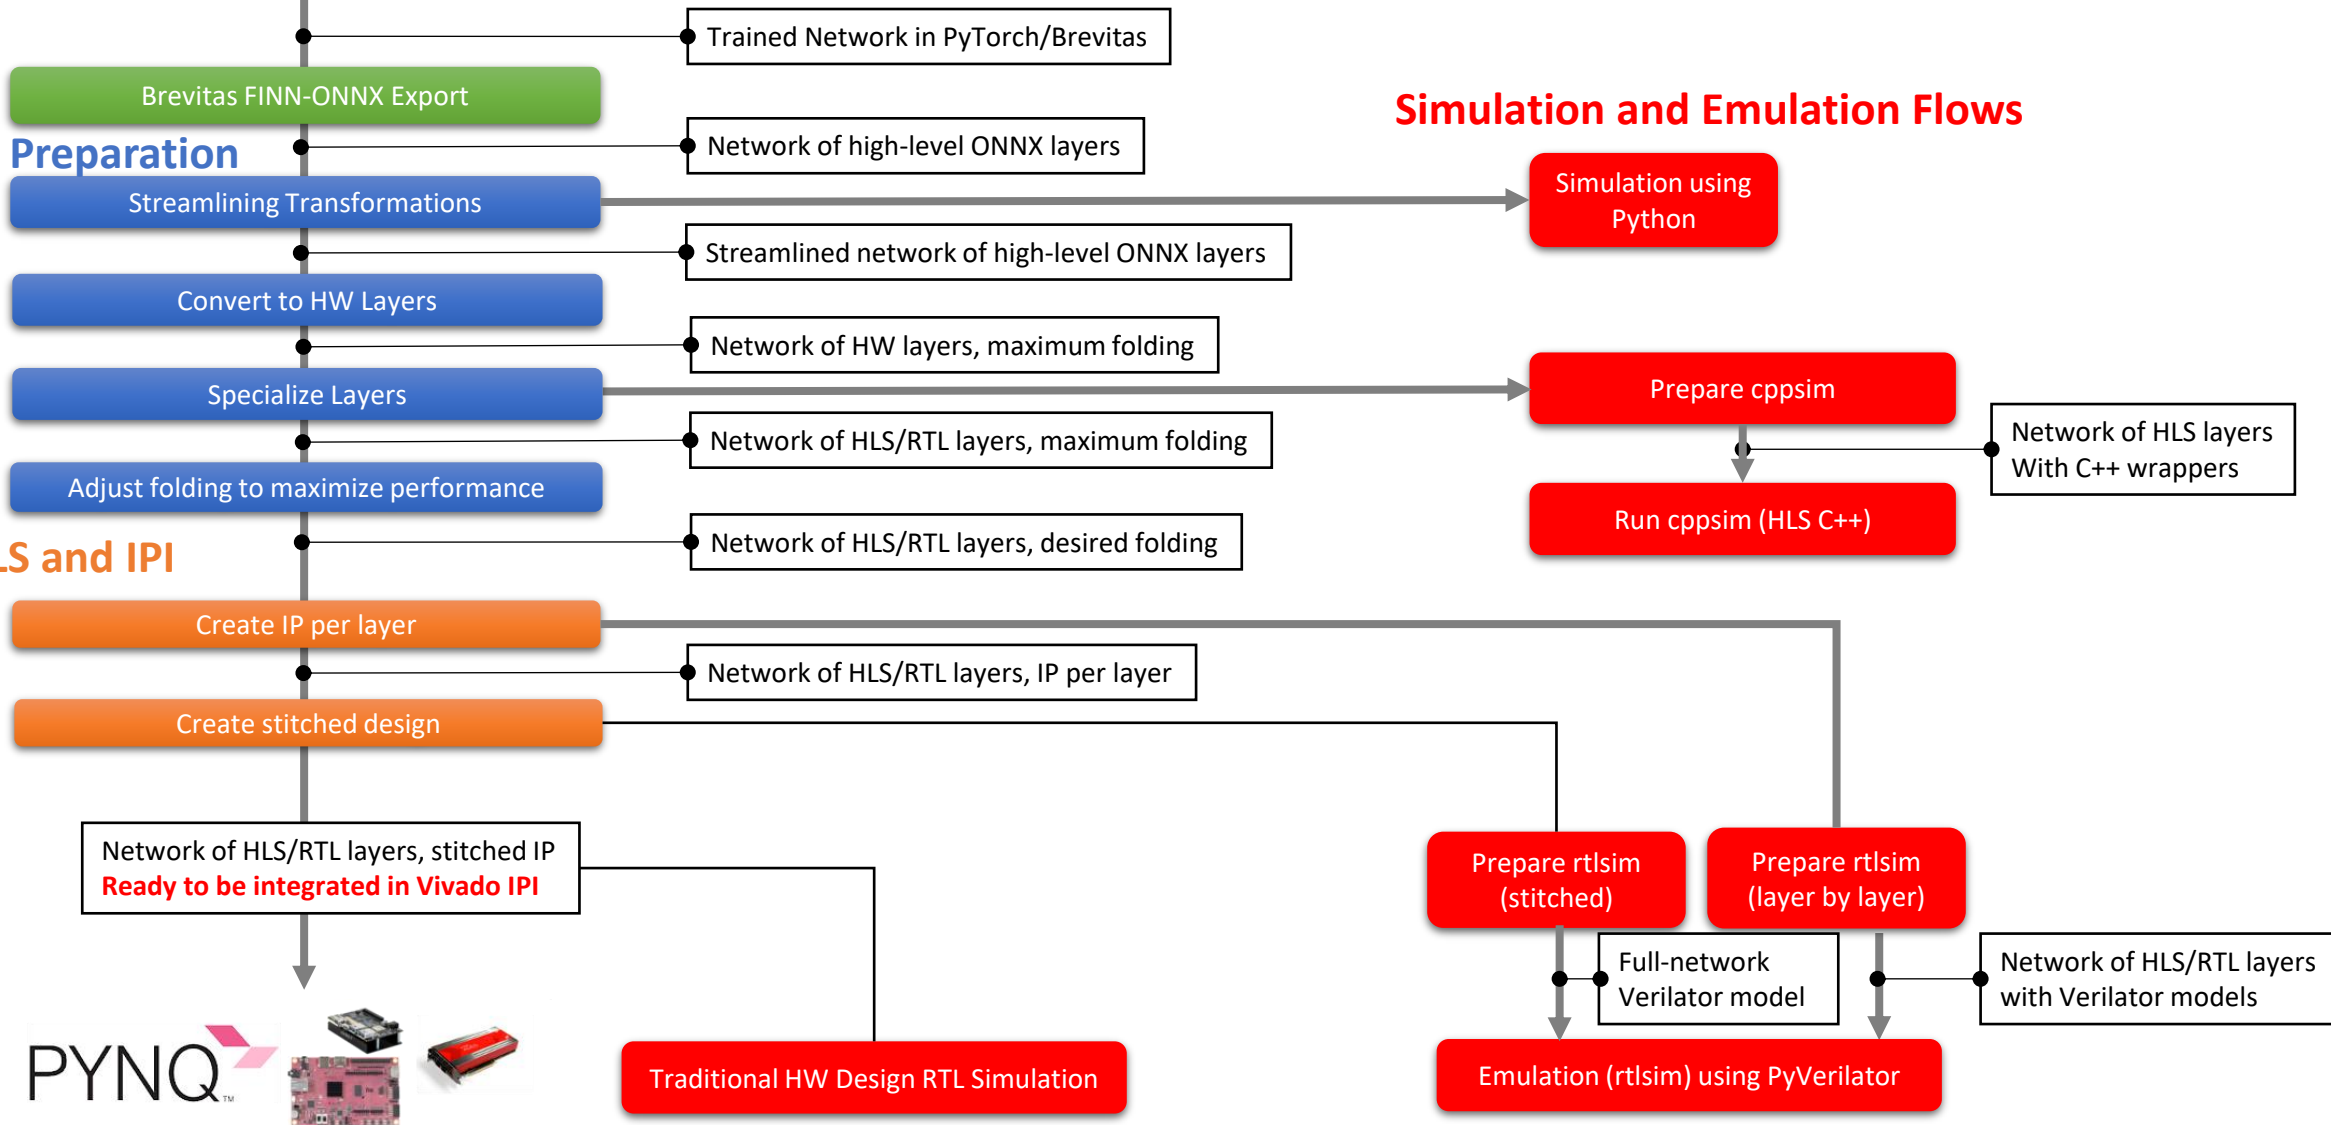 Trained Network in PyTorch/Brevitas
Brevitas FINN-ONNX Export
Simulation and Emulation Flows
Network of high-level ONNX layers
Preparation
Streamlining Transformations
Simulation using
Python
Streamlined network of high-level ONNX layers
Convert to HW Layers
Network of HW layers, maximum folding
Specialize Layers
Prepare cppsim
Network of HLS/RTL layers, maximum folding
Network of HLS layers
With C++ wrappers
Adjust folding to maximize performance
Run cppsim (HLS C++)
Network of HLS/RTL layers, desired folding
LS and IPI
Create IP per layer
Network of HLS/RTL layers, IP per layer
Create stitched design
Network of HLS/RTL layers, stitched IP
Ready to be integrated in Vivado IPI
Prepare rtlsim
(stitched)
Prepare rtlsim
(layer by layer)
Full-network
Verilator model
Network of HLS/RTL layers
with Verilator models
PYNQ
TM
Traditional HW Design RTL Simulation
Emulation (rtlsim) using PyVerilator